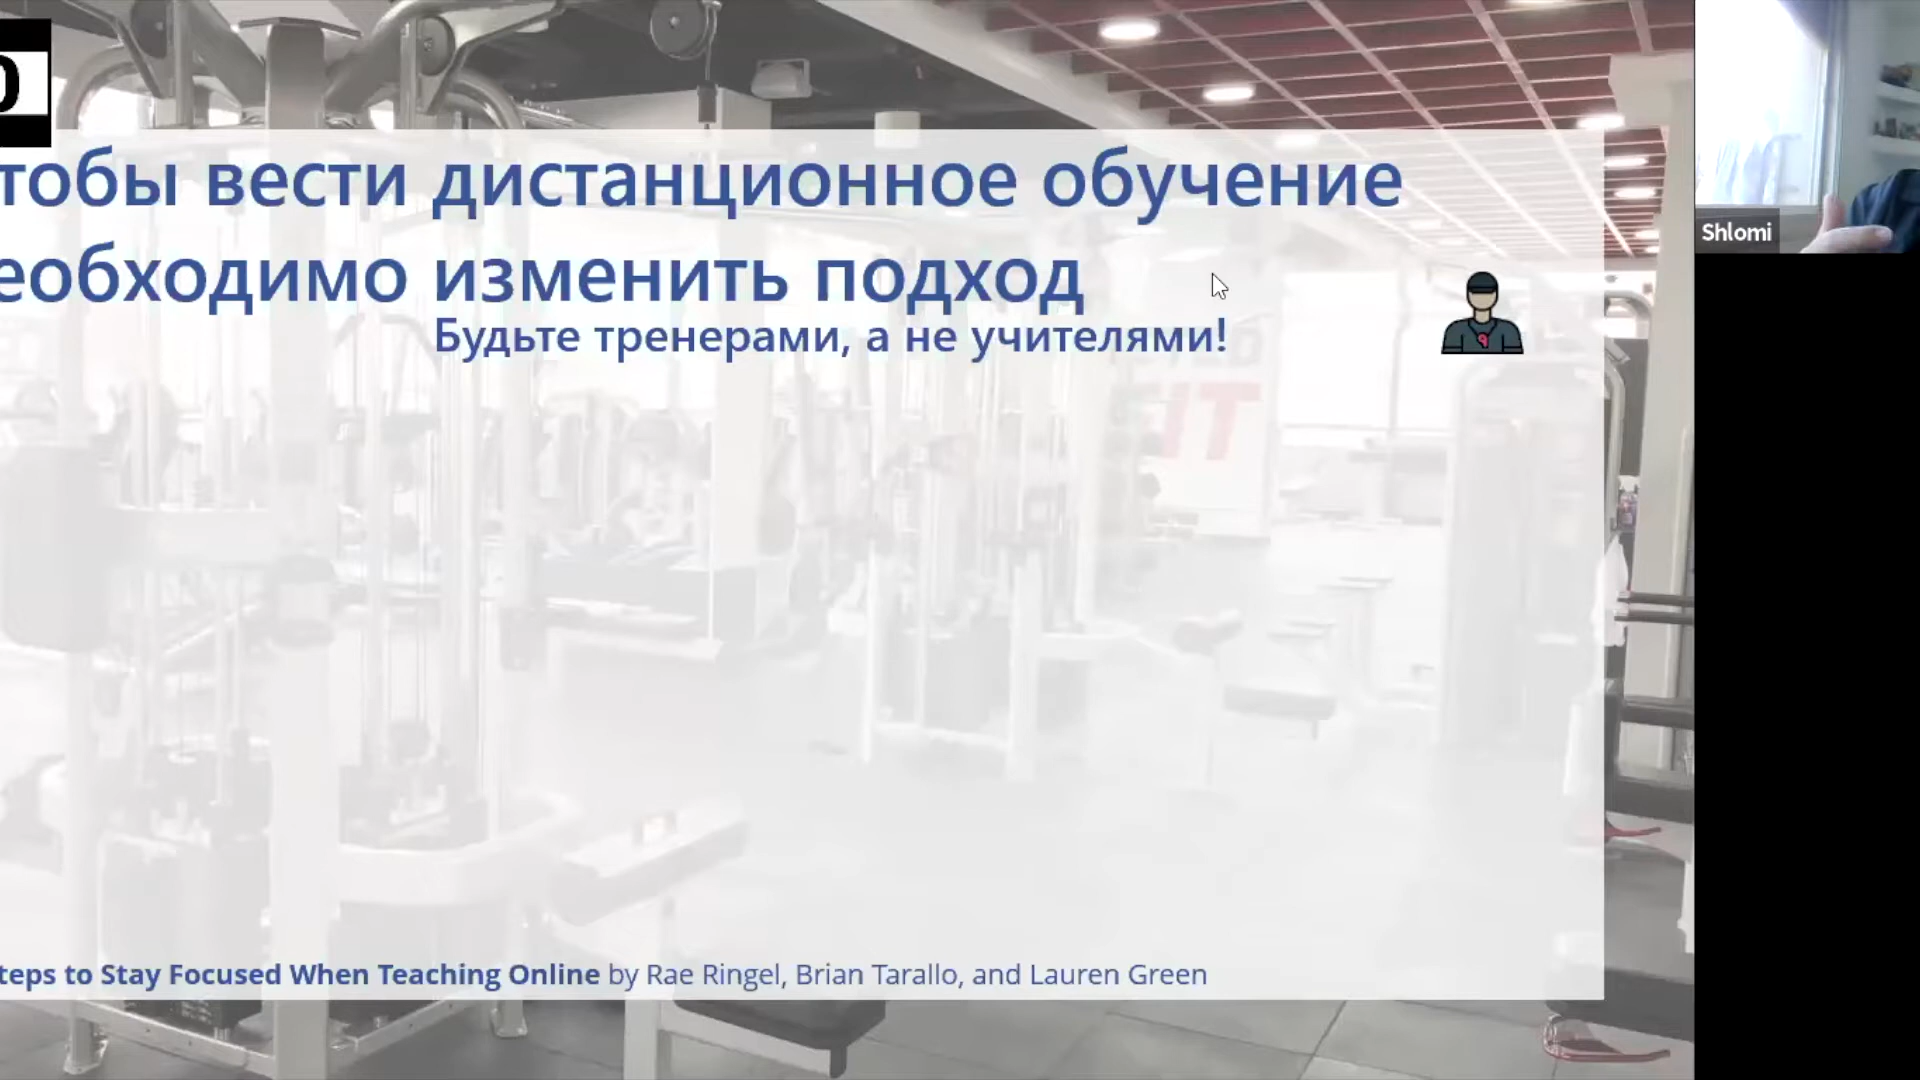 тобы вести дистанционное обучение
еобходимо изменить подход
Будьте тренерами, а не учителями!
Shlomi
teps to Stay Focused When Teaching Online by Rae Ringel, Brian Tarallo, and Lauren Green